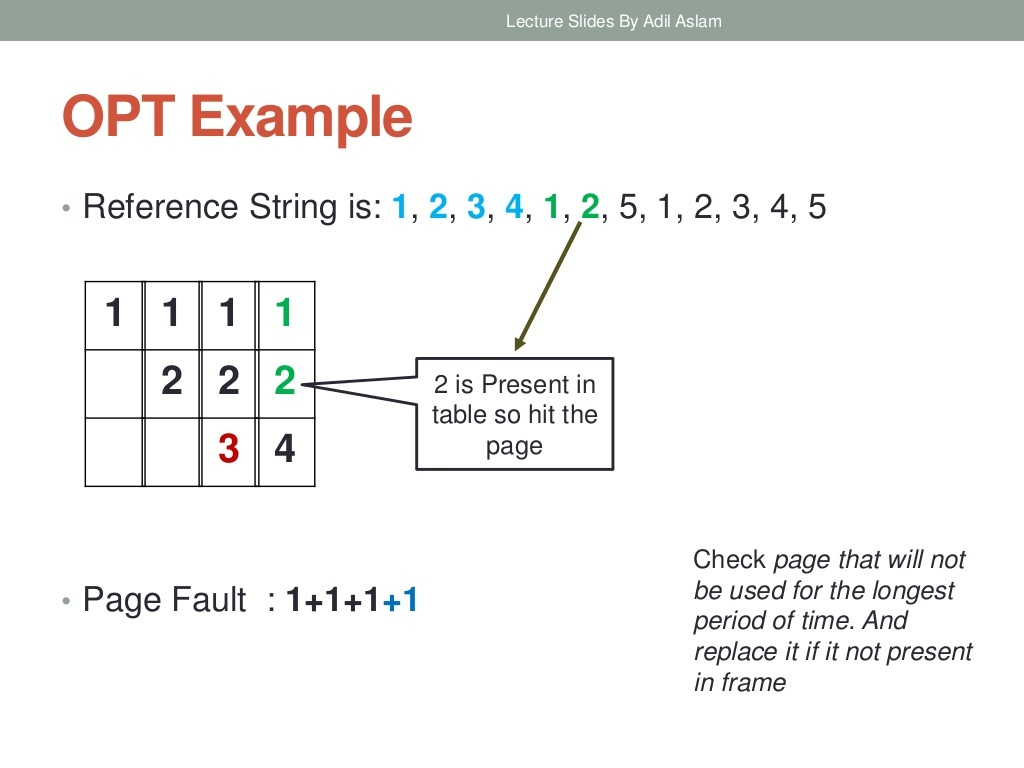 Lecture Slides By Adil Aslam
OPT Example
• Reference String is: 1, 2, 3, 4, 1, 2, 5, 1, 2, 3, 4, 5
1 1 1 1
2 2 2
3 4
2 is Present in
table so hit the
page
• Page Fault : 1+1+1+1
Check page that will not
be used for the longest
period of time. And
replace it if it not present
in frame